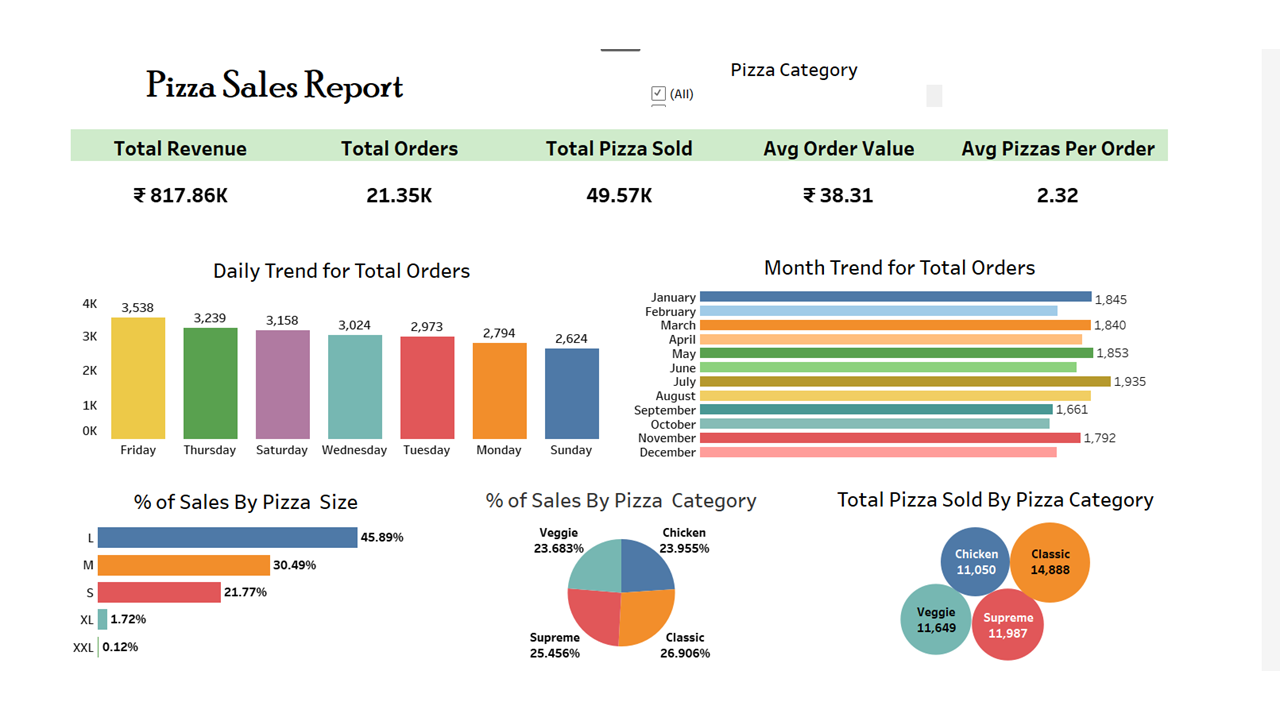 Pizza Sales Report
Pizza Category
(All)
Total Revenue Total Orders Total Pizza Sold Avg Order Value Avg Pizzas Per Order
₹ 817.86K 21.35K 49.57K ₹ 38.31 2.32
Daily Trend for Total Orders
4K
3K
2K
1K
0K
3,538
3,239
3,158
3,024
2,973
2,794
2,624
Friday Thursday Saturday Wednesday Tuesday Monday Sunday
Month Trend for Total Orders
January 1,845
February
March 1,840
April
May 1,853
June
July 1,935
August
September 1,661
October
November 1,792
December
% of Sales By Pizza Size
L 45.89%
M 30.49%
S 21.77%
XL 1.72%
XXL 0.12%
% of Sales By Pizza Category
Veggie
23.683%
Chicken
23.955%
Supreme
25.456%
Classic
26.906%
Total Pizza Sold By Pizza Category
Chicken
11,050
Classic
14,888
Veggie
11,649
Supreme
11,987